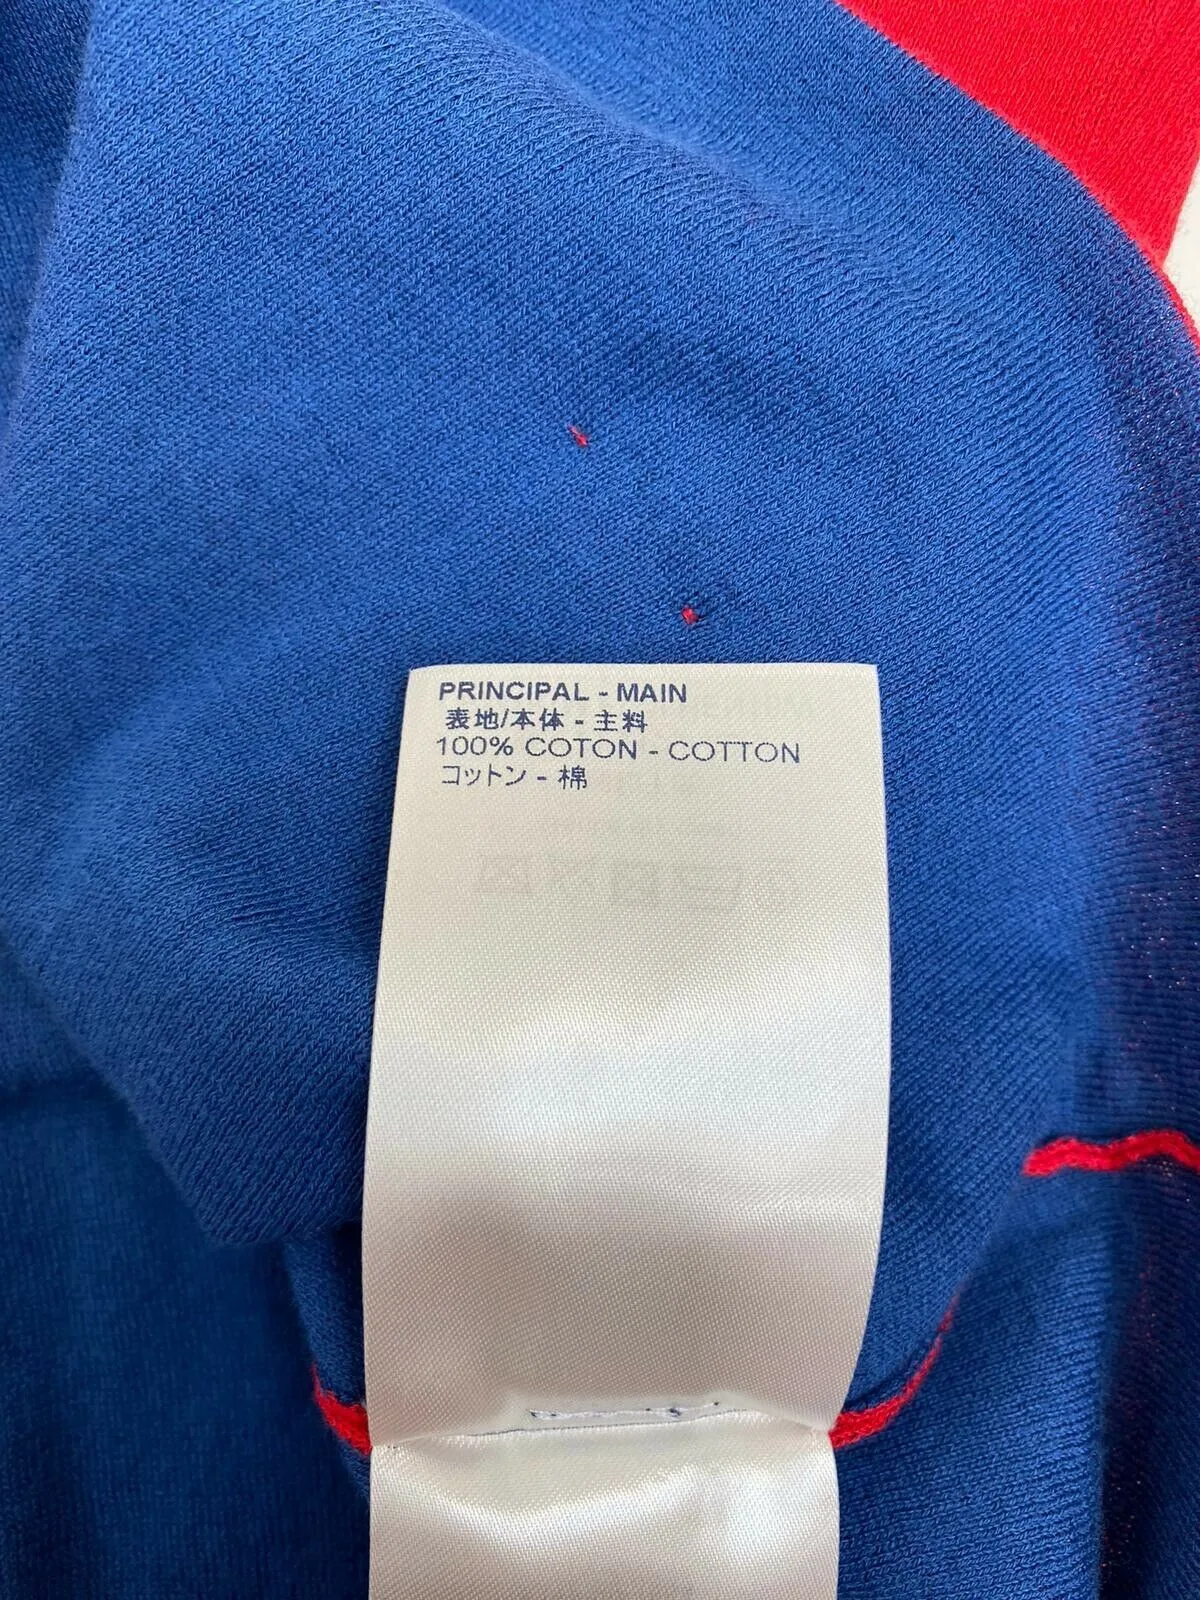 PRINCIPAL - MAIN
表地/本体 - 主料
100% COTON - COTTON
コットン - 棉